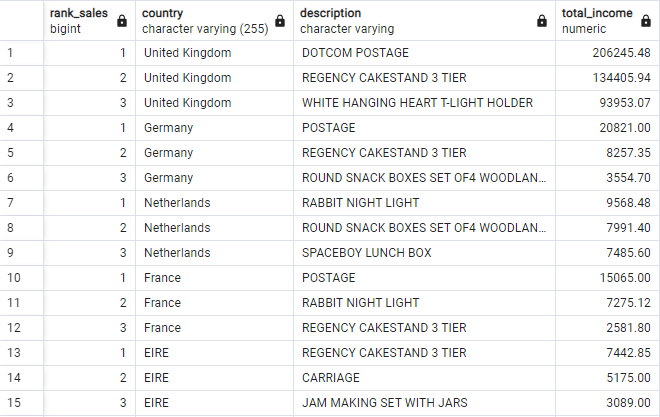 rank_sales country description total_income
bigint character varying (255) character varying numeric
1 1 United Kingdom DOTCOM POSTAGE 206245.48
2 2 United Kingdom REGENCY CAKESTAND 3 TIER 134405.94
3 3 United Kingdom WHITE HANGING HEART T-LIGHT HOLDER 93953.07
4 1 Germany POSTAGE 20821.00
5 2 Germany REGENCY CAKESTAND 3 TIER 8257.35
6 3 Germany ROUND SNACK BOXES SET OF4 WOODLAN... 3554.70
7 1 Netherlands RABBIT NIGHT LIGHT 9568.48
8 2 Netherlands ROUND SNACK BOXES SET OF4 WOODLAN... 7991.40
9 3 Netherlands SPACEBOY LUNCH BOX 7485.60
10 1 France POSTAGE 15065.00
11 2 France RABBIT NIGHT LIGHT 7275.12
12 3 France REGENCY CAKESTAND 3 TIER 2581.80
13 1 EIRE REGENCY CAKESTAND 3 TIER 7442.85
14 2 EIRE CARRIAGE 5175.00
15 3 EIRE JAM MAKING SET WITH JARS 3089.00